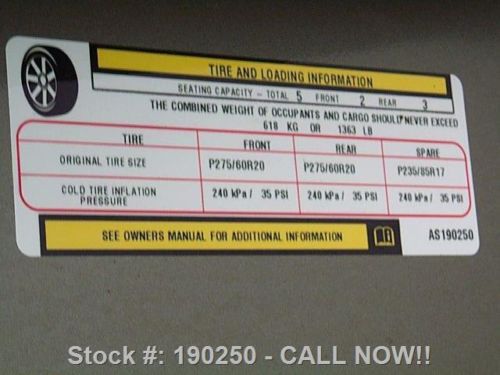 TIRE AND LOADING INFORMATION
SEATING CAPACITY - TOTAL 5 FRONT 2 REAR 3
THE COMBINED WEIGHT OF OCCUPANTS AND CARGO SHOULD NEVER EXCEED
618 KG OR 1363 LB
TIRE FRONT REAR SPARE
ORIGINAL TIRE SIZE P275/60R20 P275/60R20 P235/85R17
COLD TIRE INFLATION PRESSURE 240 kPa / 35 PSI 240 kPa / 35 PSI 240 kPa / 35 PSI
SEE OWNERS MANUAL FOR ADDITIONAL INFORMATION
AS190250
Stock #: 190250 - CALL NOW!!